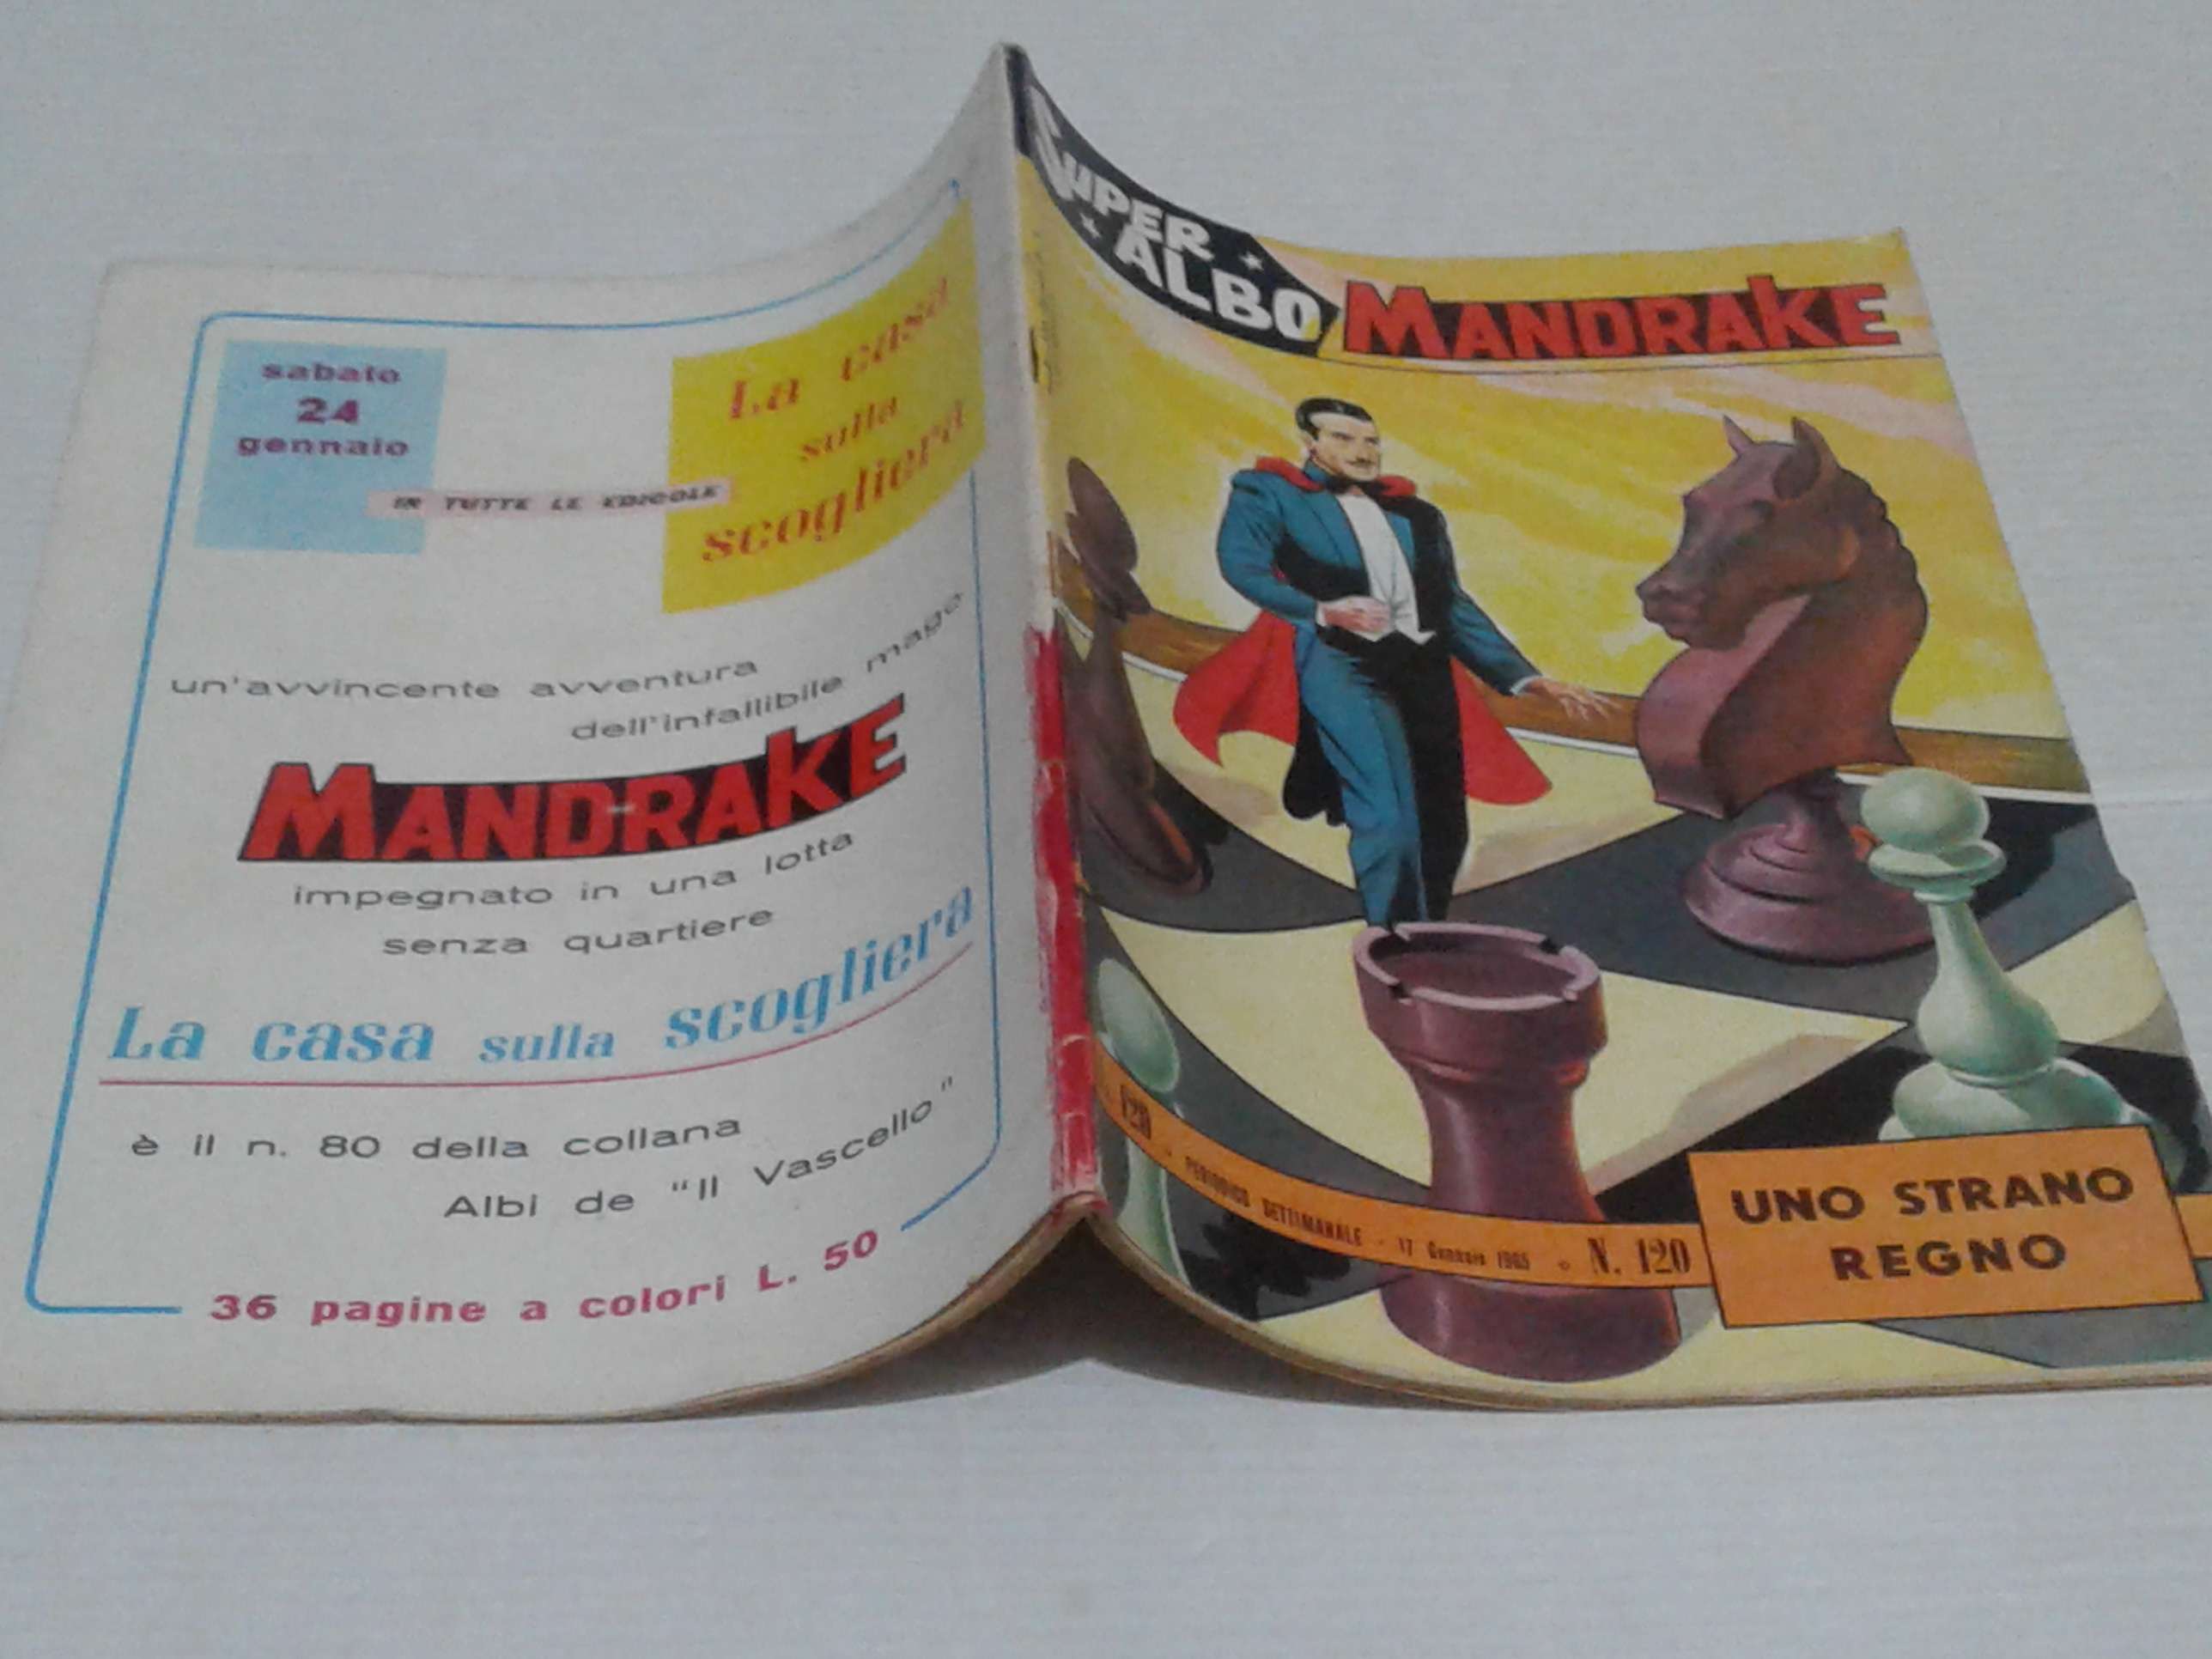 sabato
24
gennaio
IN TUTTE LE EDICOLE
La casa
sulla
scogliera
un'avvincente avventura
dell'infallibile mago
MANDRAKE
impegnato in una lotta
senza quartiere
La casa sulla scogliera
è il n. 80 della collana
Albi de "Il Vascello"
36 pagine a colori L. 50
SUPER
ALBO
MANDRAKE
PERIODICO SETTIMANALE - 17 Gennaio 1965 N. 120
UNO STRANO
REGNO